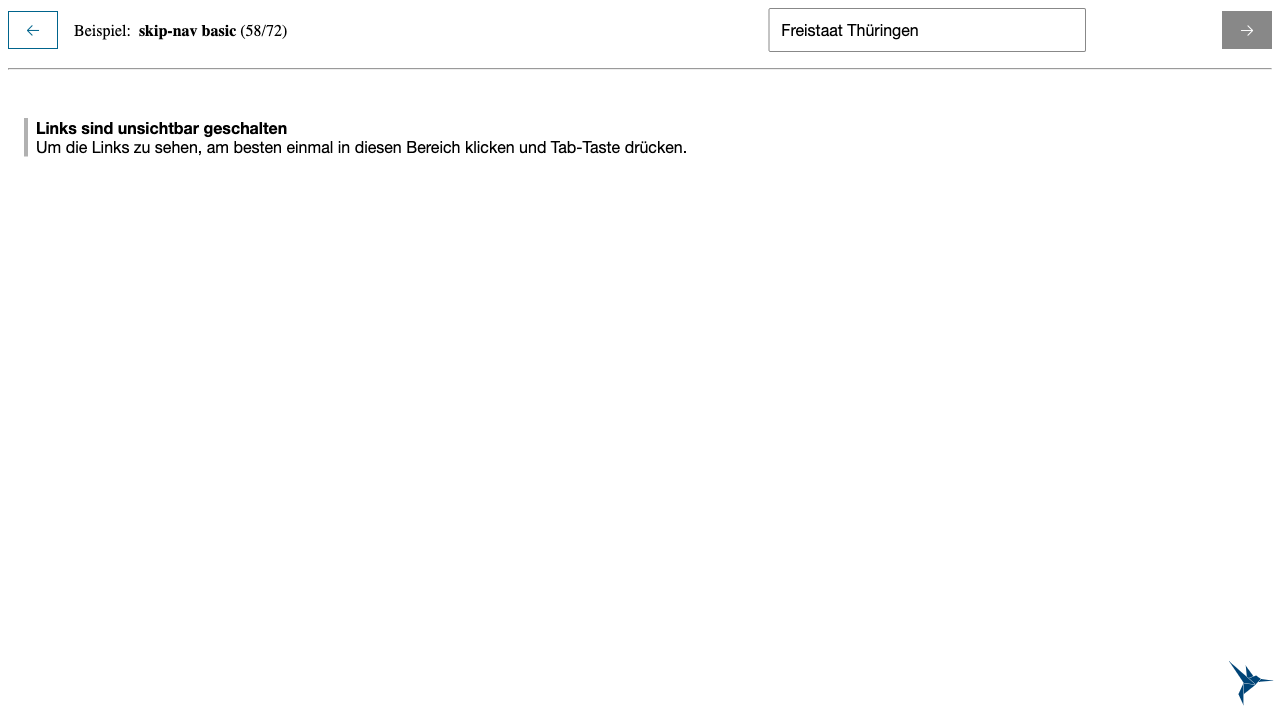 Beispiel: skip-nav basic (58/72)
Freistaat Thüringen
Links sind unsichtbar geschalten
Um die Links zu sehen, am besten einmal in diesen Bereich klicken und Tab-Taste drücken.